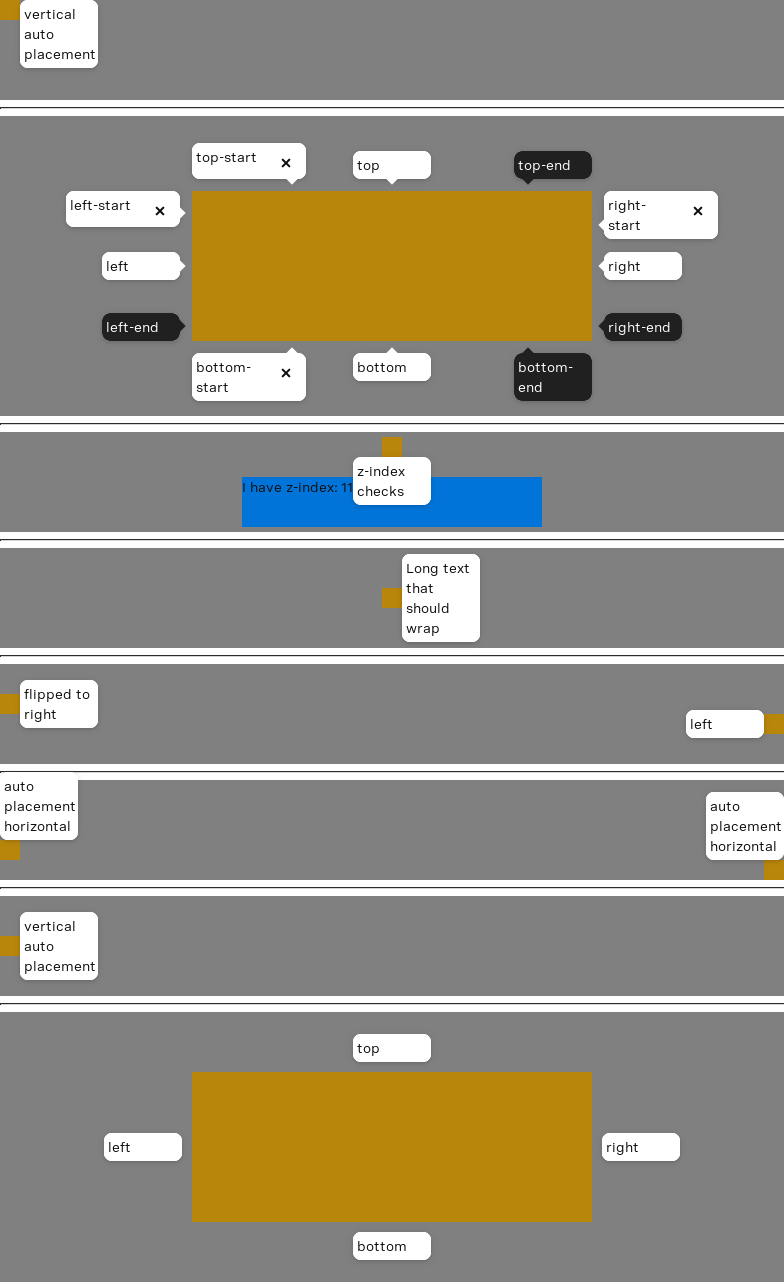 vertical
auto
placement
top-start ×
top
top-end
left-start ×
right-
start ×
left
right
left-end
right-end
bottom-
start ×
bottom
bottom-
end
I have z-index: 11
z-index
checks
Long text
that
should
wrap
flipped to
right
left
auto
placement
horizontal
auto
placement
horizontal
vertical
auto
placement
top
left
right
bottom